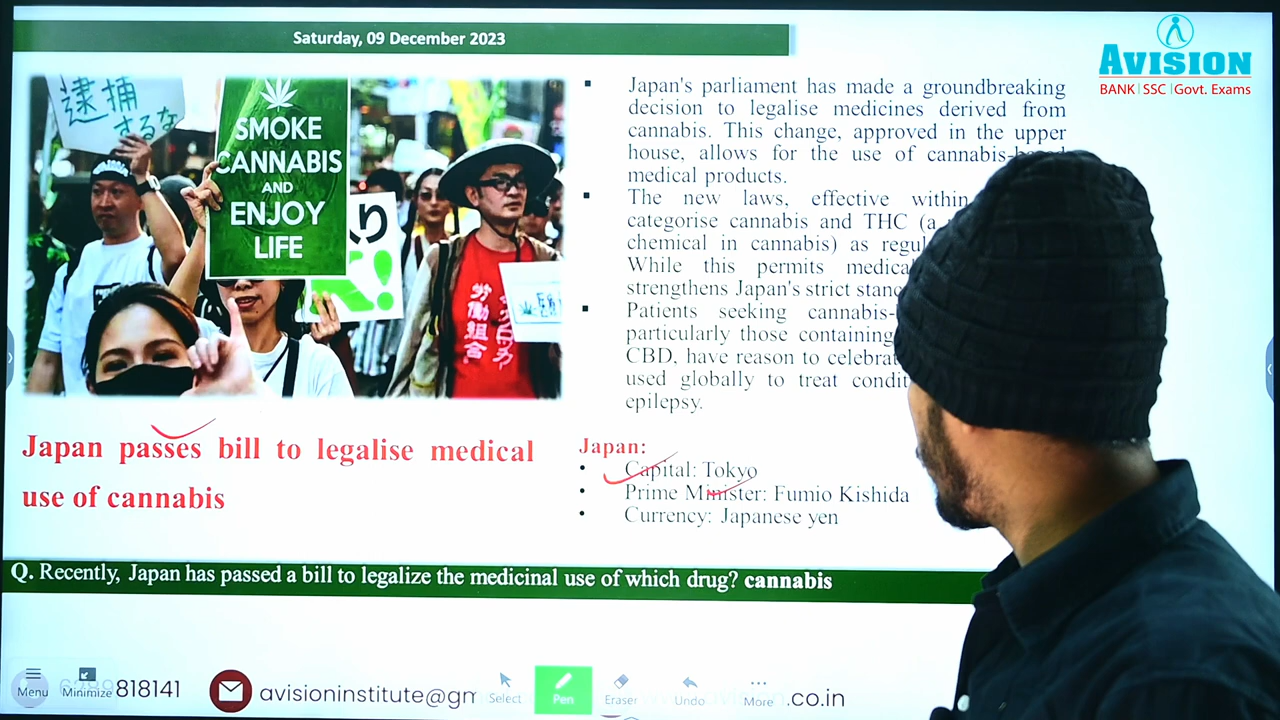 Saturday, 09 December 2023
AVISION
BANK | SSC | Govt. Exams
逮捕
するな
SMOKE
CANNABIS
AND
ENJOY
LIFE
り
く!
労働組合
Japan's parliament has made a groundbreaking
decision to legalise medicines derived from
cannabis. This change, approved in the upper
house, allows for the use of cannabis-based
medical products.
The new laws, effective within
categorise cannabis and THC (a
chemical in cannabis) as
While this permits
strengthens Japan's strict
Patients seeking
particularly those containing
CBD, have reason to
used globally to treat
epilepsy.
Japan passes bill to legalise medical
use of cannabis
Japan:
• Capital: Tokyo
• Prime Minister: Fumio Kishida
• Currency: Japanese yen
Q. Recently, Japan has passed a bill to legalize the medicinal use of which drug? cannabis
818141
avisioninstitute@gm
.co.in
Menu
Minimize
Select
Pen
Eraser
Undo
More